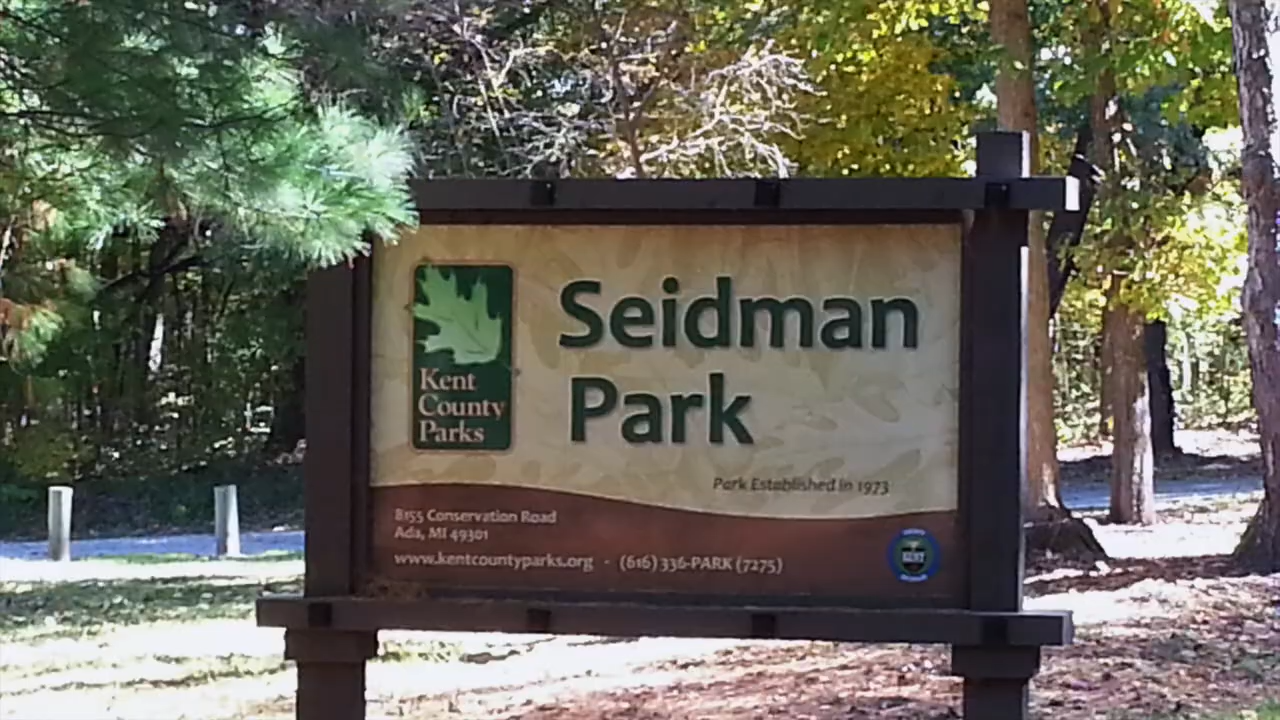 Seidman
Park
Kent
County
Parks
Park Established in 1973
8155 Conservation Road
Ada, MI 49301
www.kentcountyparks.org - (616) 336-PARK (7275)
KENT